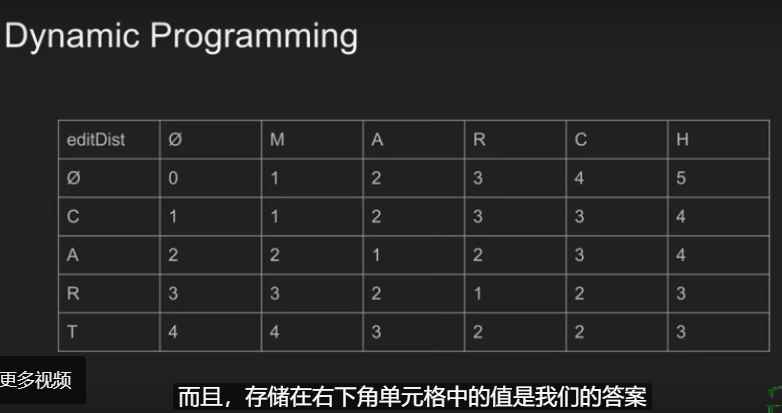 Dynamic Programming
editDist Ø M A R C H
Ø 0 1 2 3 4 5
C 1 1 2 3 3 4
A 2 2 1 2 3 4
R 3 3 2 1 2 3
T 4 4 3 2 2 3
更多视频
而且，存储在右下角单元格中的值是我们的答案